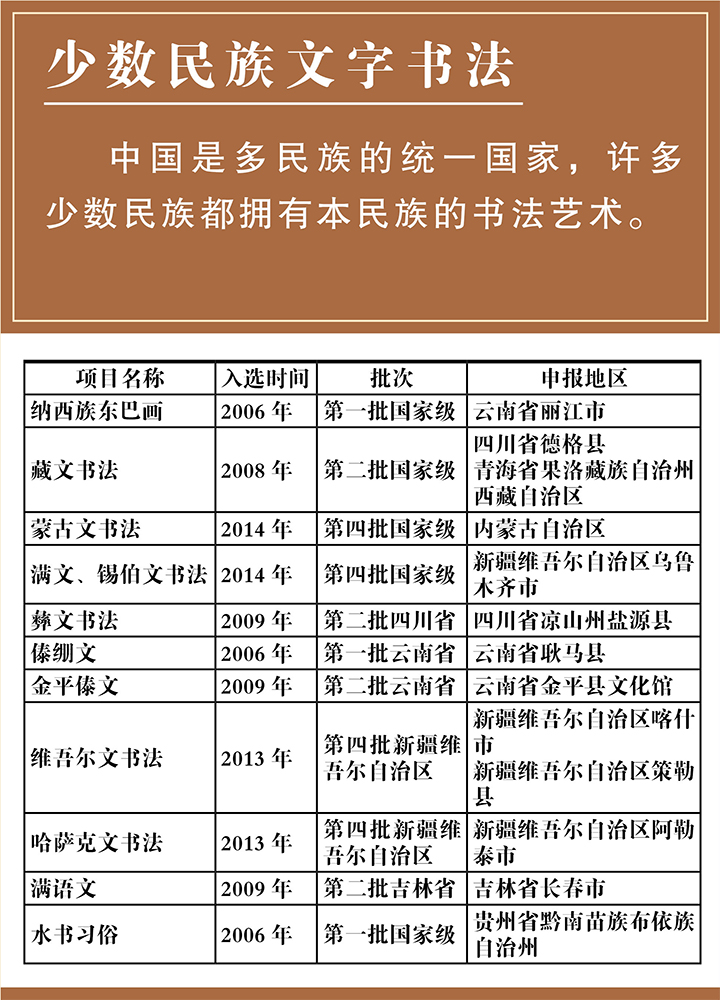 少数民族文字书法
中国是多民族的统一国家，许多
少数民族都拥有本民族的书法艺术。
项目名称 入选时间 批次 申报地区
纳西族东巴画 2006 年 第一批国家级 云南省丽江市
藏文书法 2008 年 第二批国家级 四川省德格县
青海省果洛藏族自治州
西藏自治区
蒙古文书法 2014 年 第四批国家级 内蒙古自治区
满文、锡伯文书法 2014 年 第四批国家级 新疆维吾尔自治区乌鲁
木齐市
彝文书法 2009 年 第二批四川省 四川省凉山州盐源县
傣绷文 2006 年 第一批云南省 云南省耿马县
金平傣文 2009 年 第二批云南省 云南省金平县文化馆
维吾尔文书法 2013 年 第四批新疆维
吾尔自治区 新疆维吾尔自治区喀什
市
新疆维吾尔自治区策勒
县
哈萨克文书法 2013 年 第四批新疆维
吾尔自治区 新疆维吾尔自治区阿勒
泰市
满语文 2009 年 第二批吉林省 吉林省长春市
水书习俗 2006 年 第一批国家级 贵州省黔南苗族布依族
自治州